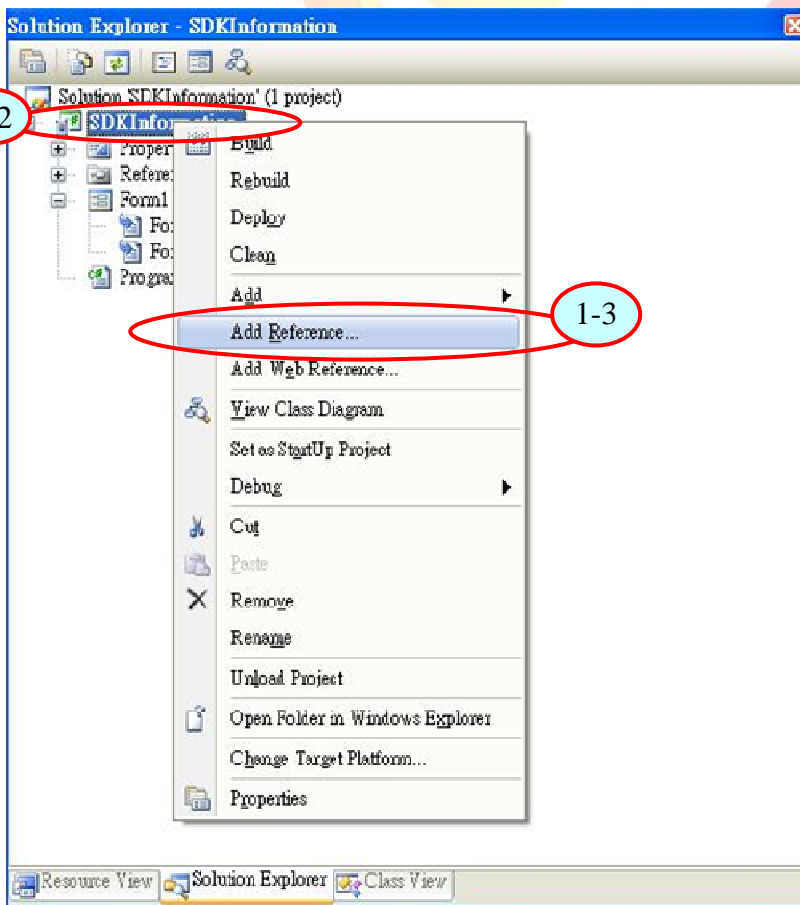 Solution Explorer - SDKInformation
Solution 'SDKInformation' (1 project)
2
SDKInformation
Proper
Refere
Form1
Fo
Fo
Program
Build
Rebuild
Deploy
Clean
Add
Add Reference...
1-3
Add Web Reference...
View Class Diagram
Set as StartUp Project
Debug
Cut
Paste
Remove
Rename
Unload Project
Open Folder in Windows Explorer
Change Target Platform...
Properties
Resource View
Solution Explorer
Class View